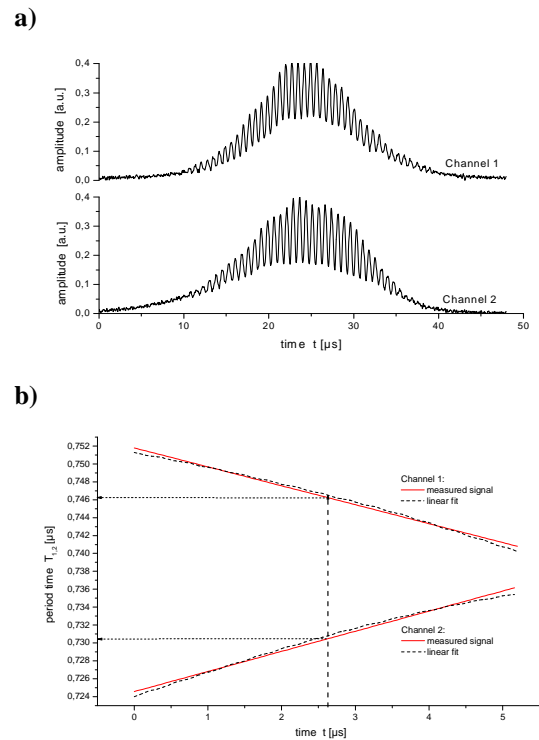 a)
0,4
0,3
0,2
0,1
0,0
amplitude [a.u.]
Channel 1
0,4
0,3
0,2
0,1
0,0
amplitude [a.u.]
Channel 2
0 10 20 30 40 50
time t [µs]
b)
0,752
0,750
0,748
0,746
0,744
0,742
0,740
0,738
0,736
0,734
0,732
0,730
0,728
0,726
0,724
period time T1,2 [µs]
Channel 1:
measured signal
linear fit
Channel 2:
measured signal
linear fit
0 1 2 3 4 5
time t [µs]